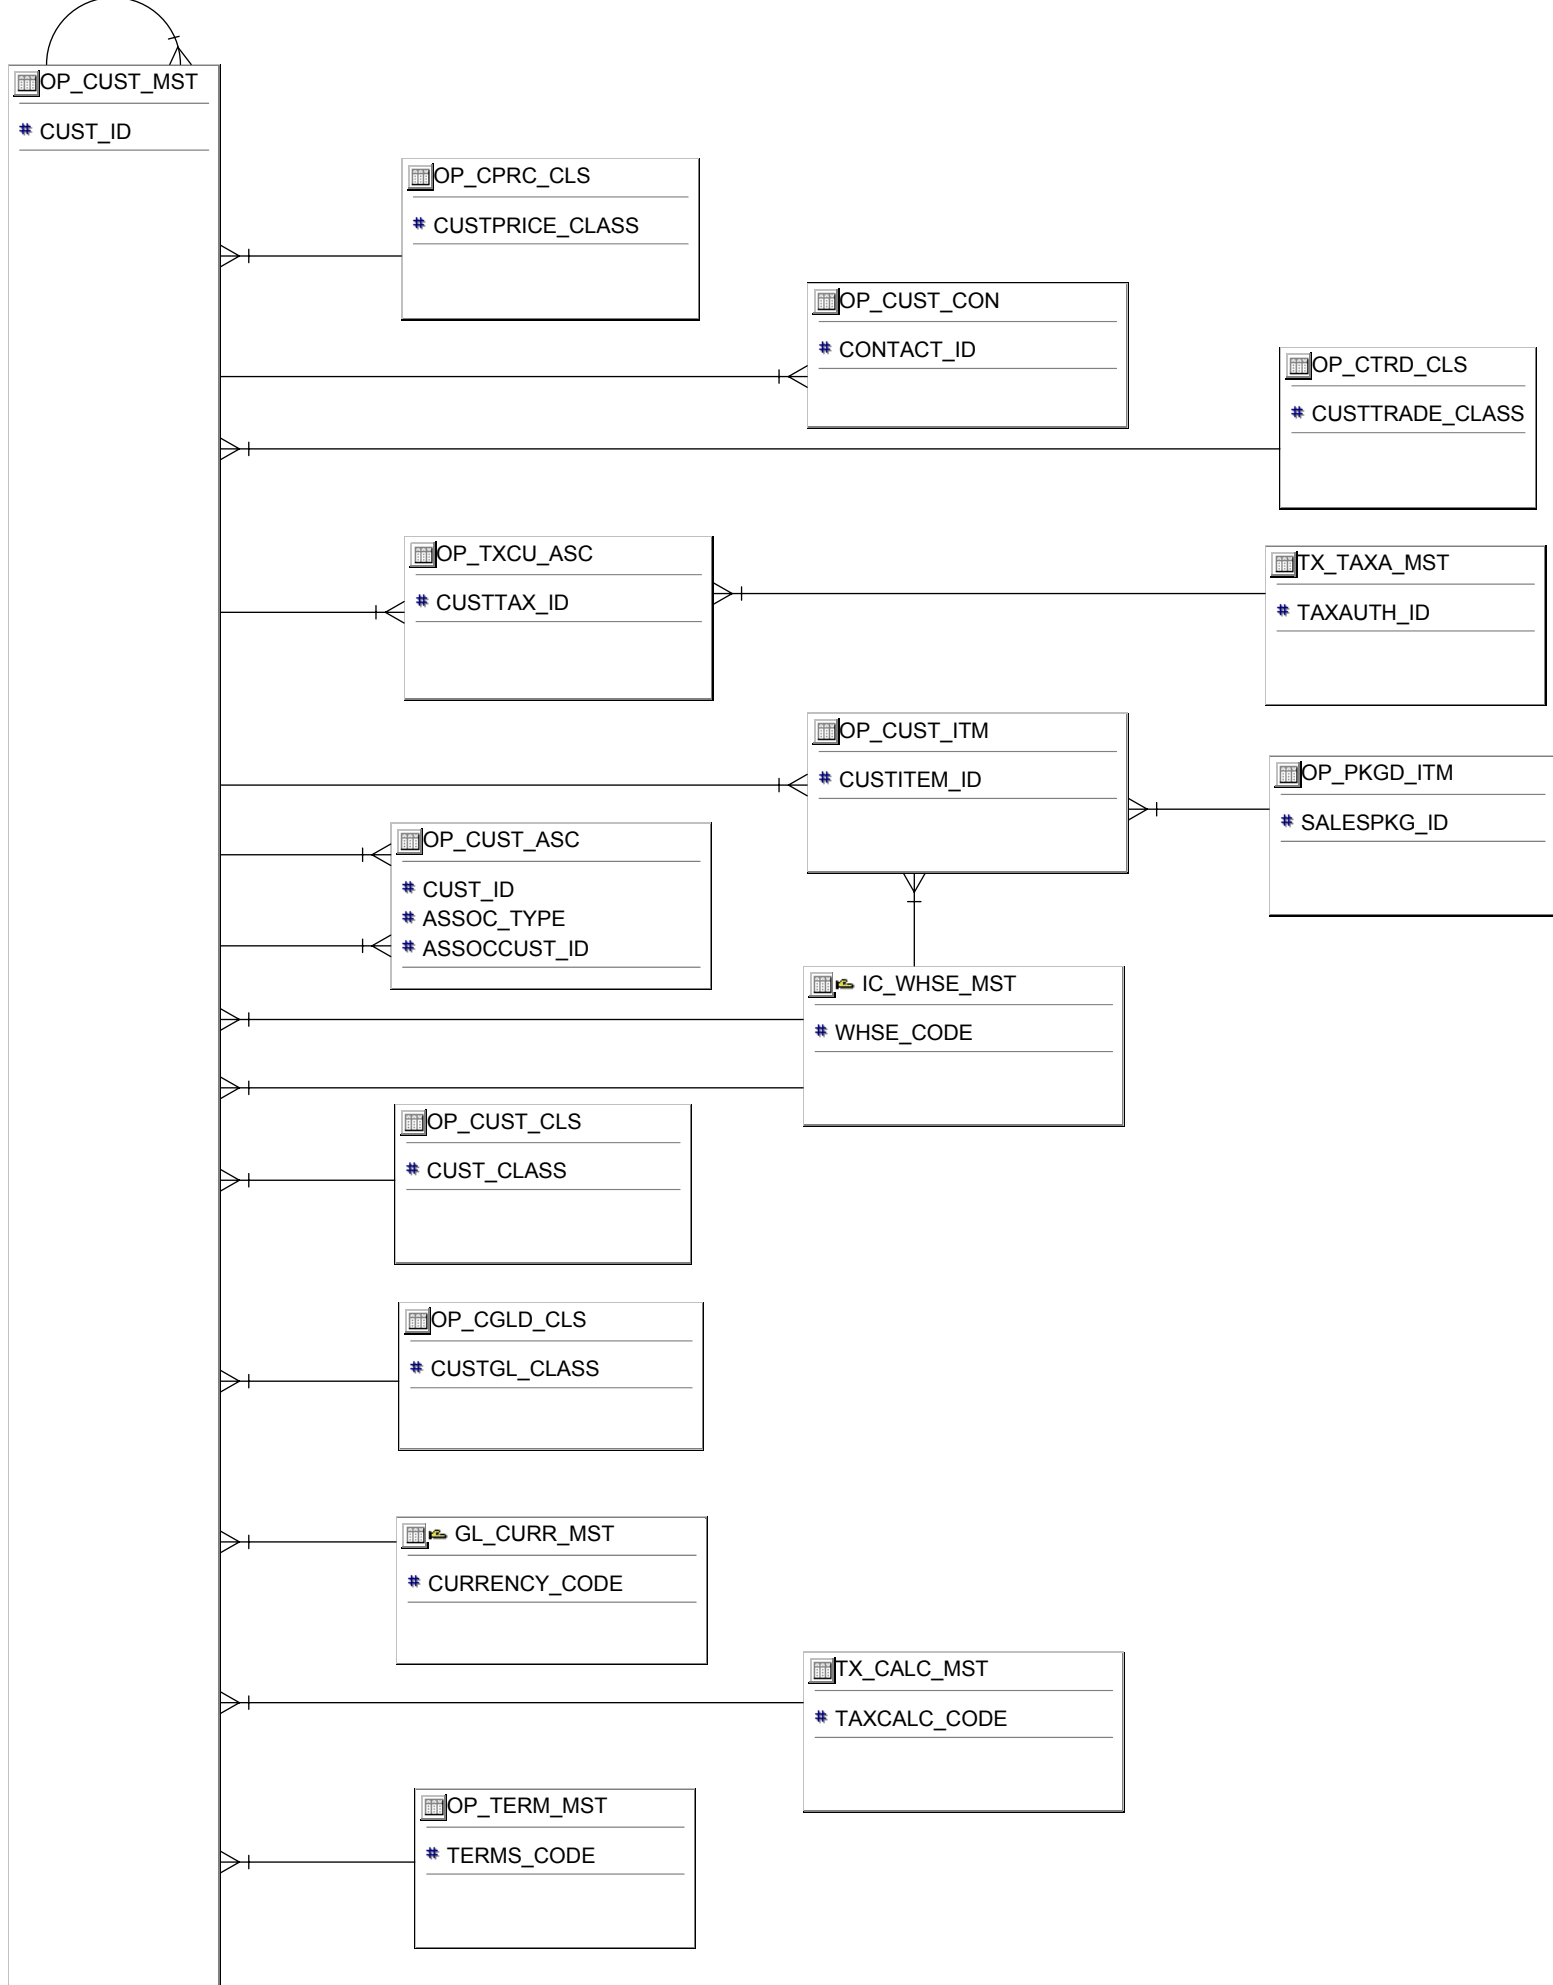 OP_CUST_MST
# CUST_ID
OP_CPRC_CLS
# CUSTPRICE_CLASS
OP_CUST_CON
# CONTACT_ID
OP_CTRD_CLS
# CUSTTRADE_CLASS
OP_TXCU_ASC
# CUSTTAX_ID
TX_TAXA_MST
# TAXAUTH_ID
OP_CUST_ITM
# CUSTITEM_ID
OP_PKGD_ITM
# SALESPKG_ID
OP_CUST_ASC
# CUST_ID
# ASSOC_TYPE
# ASSOCCUST_ID
IC_WHSE_MST
# WHSE_CODE
OP_CUST_CLS
# CUST_CLASS
OP_CGLD_CLS
# CUSTGL_CLASS
GL_CURR_MST
# CURRENCY_CODE
TX_CALC_MST
# TAXCALC_CODE
OP_TERM_MST
# TERMS_CODE